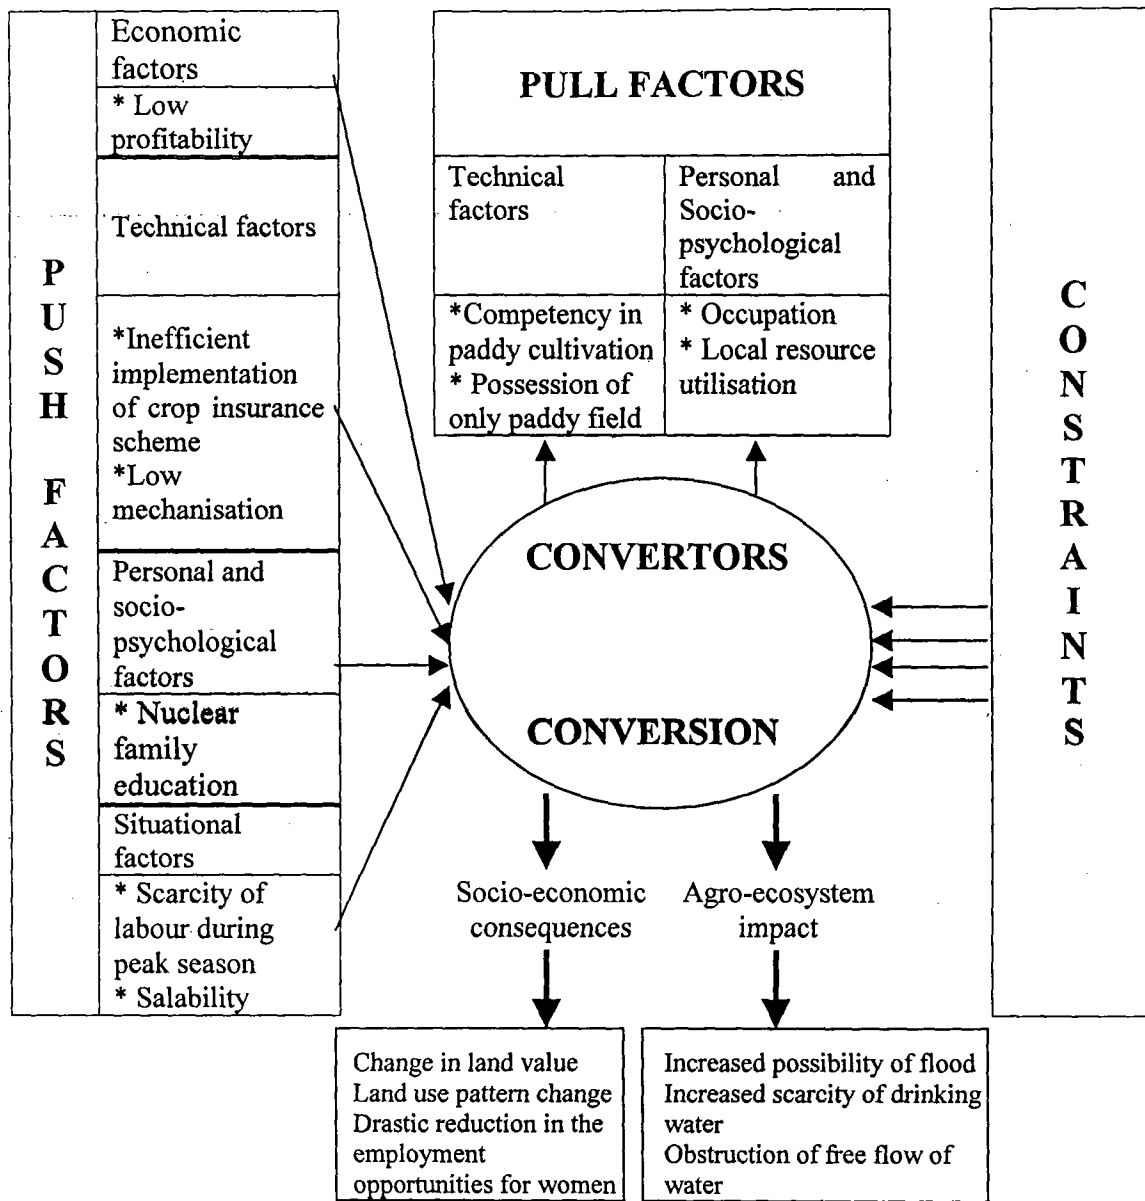 PUSH FACTORS
Economic
factors
* Low
profitability
Technical factors
*Inefficient
implementation
of crop insurance
scheme
*Low
mechanisation
Personal and
socio-
psychological
factors
* Nuclear
family
education
Situational
factors
* Scarcity of
labour during
peak season
* Salability
PULL FACTORS
Technical
factors
Personal and
Socio-
psychological
factors
*Competency in
paddy cultivation
* Possession of
only paddy field
* Occupation
* Local resource
utilisation
CONVERTORS
CONVERSION
CONSTRAINTS
Socio-economic
consequences
Agro-ecosystem
impact
Change in land value
Land use pattern change
Drastic reduction in the
employment
opportunities for women
Increased possibility of flood
Increased scarcity of drinking
water
Obstruction of free flow of
water